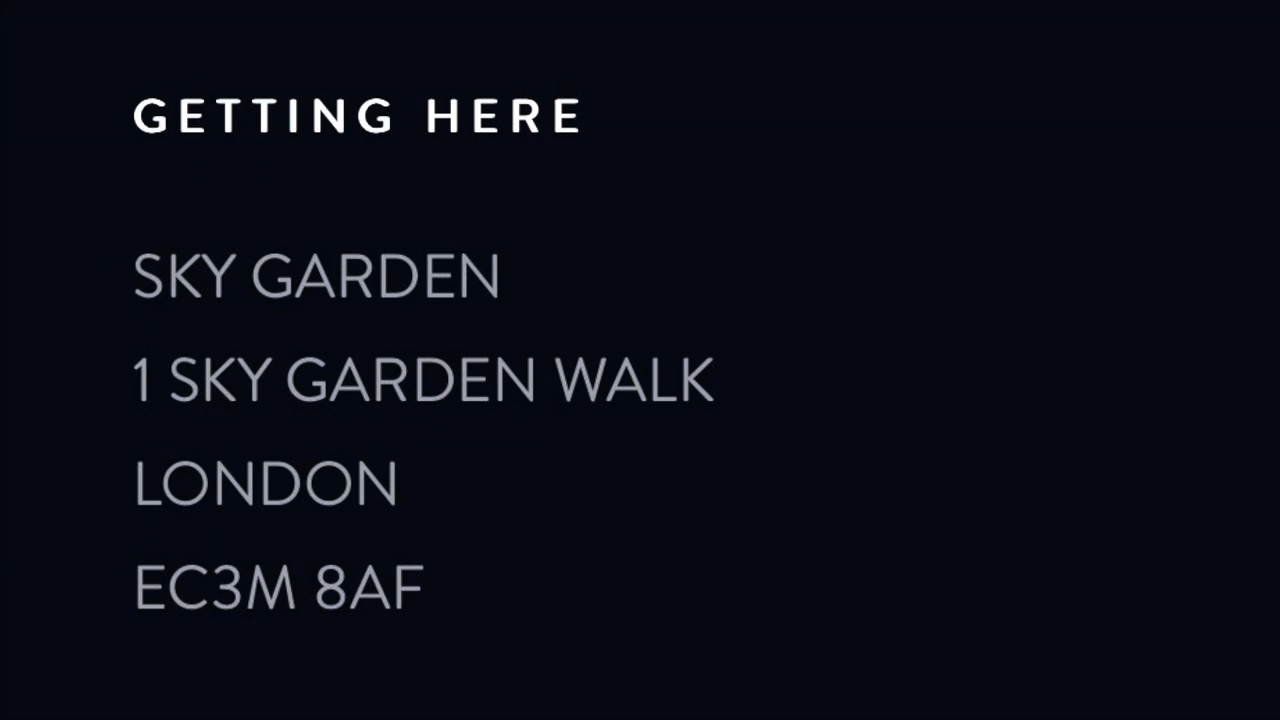 GETTING HERE
SKY GARDEN
1 SKY GARDEN WALK
LONDON
EC3M 8AF